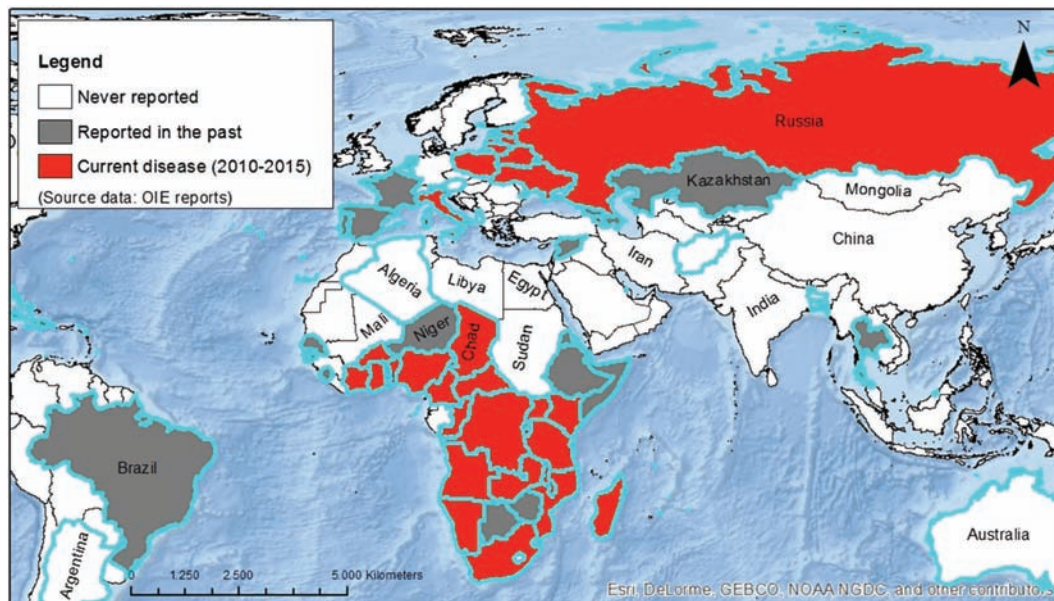 Legend
Never reported
Reported in the past
Current disease (2010-2015)
(Source data: OIE reports)
N
Russia
Kazakhstan
Mongolia
China
Iran
Algeria
Libya
Egypt
India
Mali
Niger
Chad
Sudan
Brazil
Australia
Argentina
0 1.250 2.500 5.000 Kilometers
Esri, DeLorme, GEBCO, NOAA NGDC, and other contributors